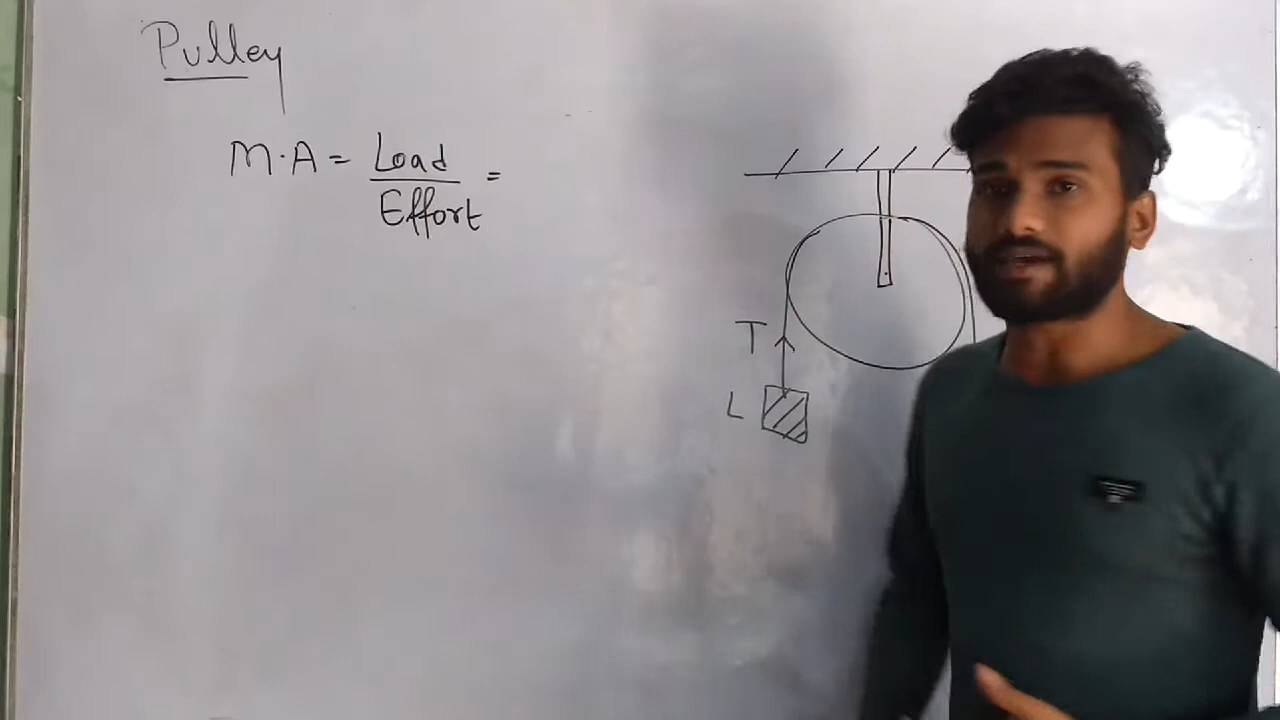 Pulley
M.A = Load / Effort =
T
L